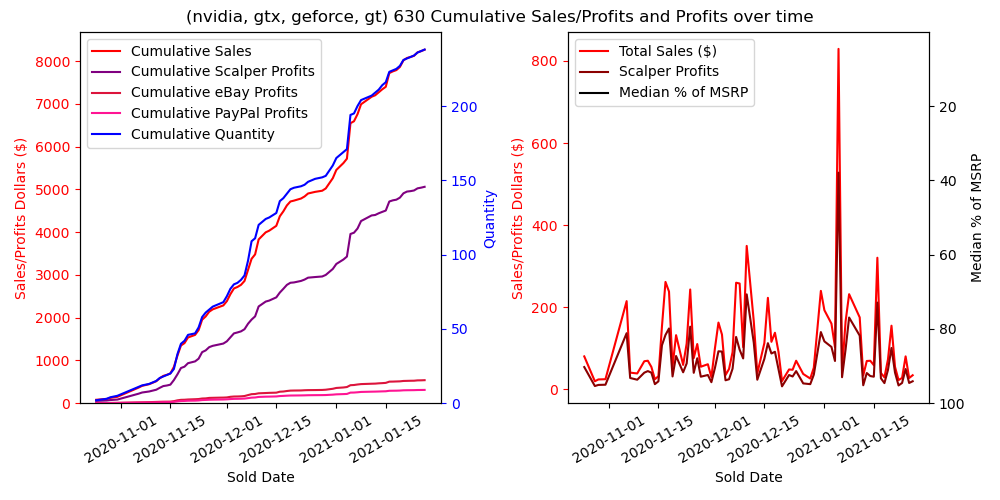 (nvidia, gtx, geforce, gt) 630 Cumulative Sales/Profits and Profits over time
Cumulative Sales
Cumulative Scalper Profits
Cumulative eBay Profits
Cumulative PayPal Profits
Cumulative Quantity
Sales/Profits Dollars ($)
8000
7000
6000
5000
4000
3000
2000
1000
0
200
150
100
50
0
Quantity
2020-11-01
2020-11-15
2020-12-01
2020-12-15
2021-01-01
2021-01-15
Sold Date
Total Sales ($)
Scalper Profits
Median % of MSRP
Sales/Profits Dollars ($)
800
600
400
200
0
20
40
60
80
100
Median % of MSRP
2020-11-01
2020-11-15
2020-12-01
2020-12-15
2021-01-01
2021-01-15
Sold Date